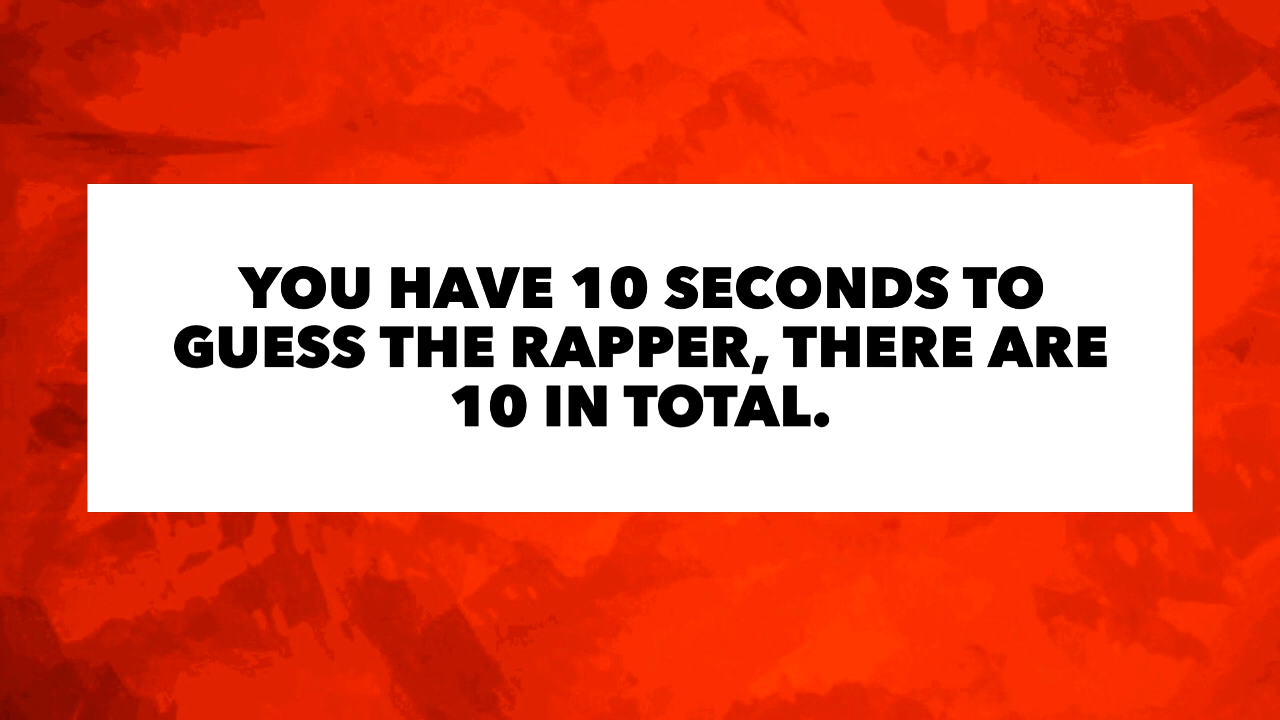 YOU HAVE 10 SECONDS TO
GUESS THE RAPPER, THERE ARE
10 IN TOTAL.